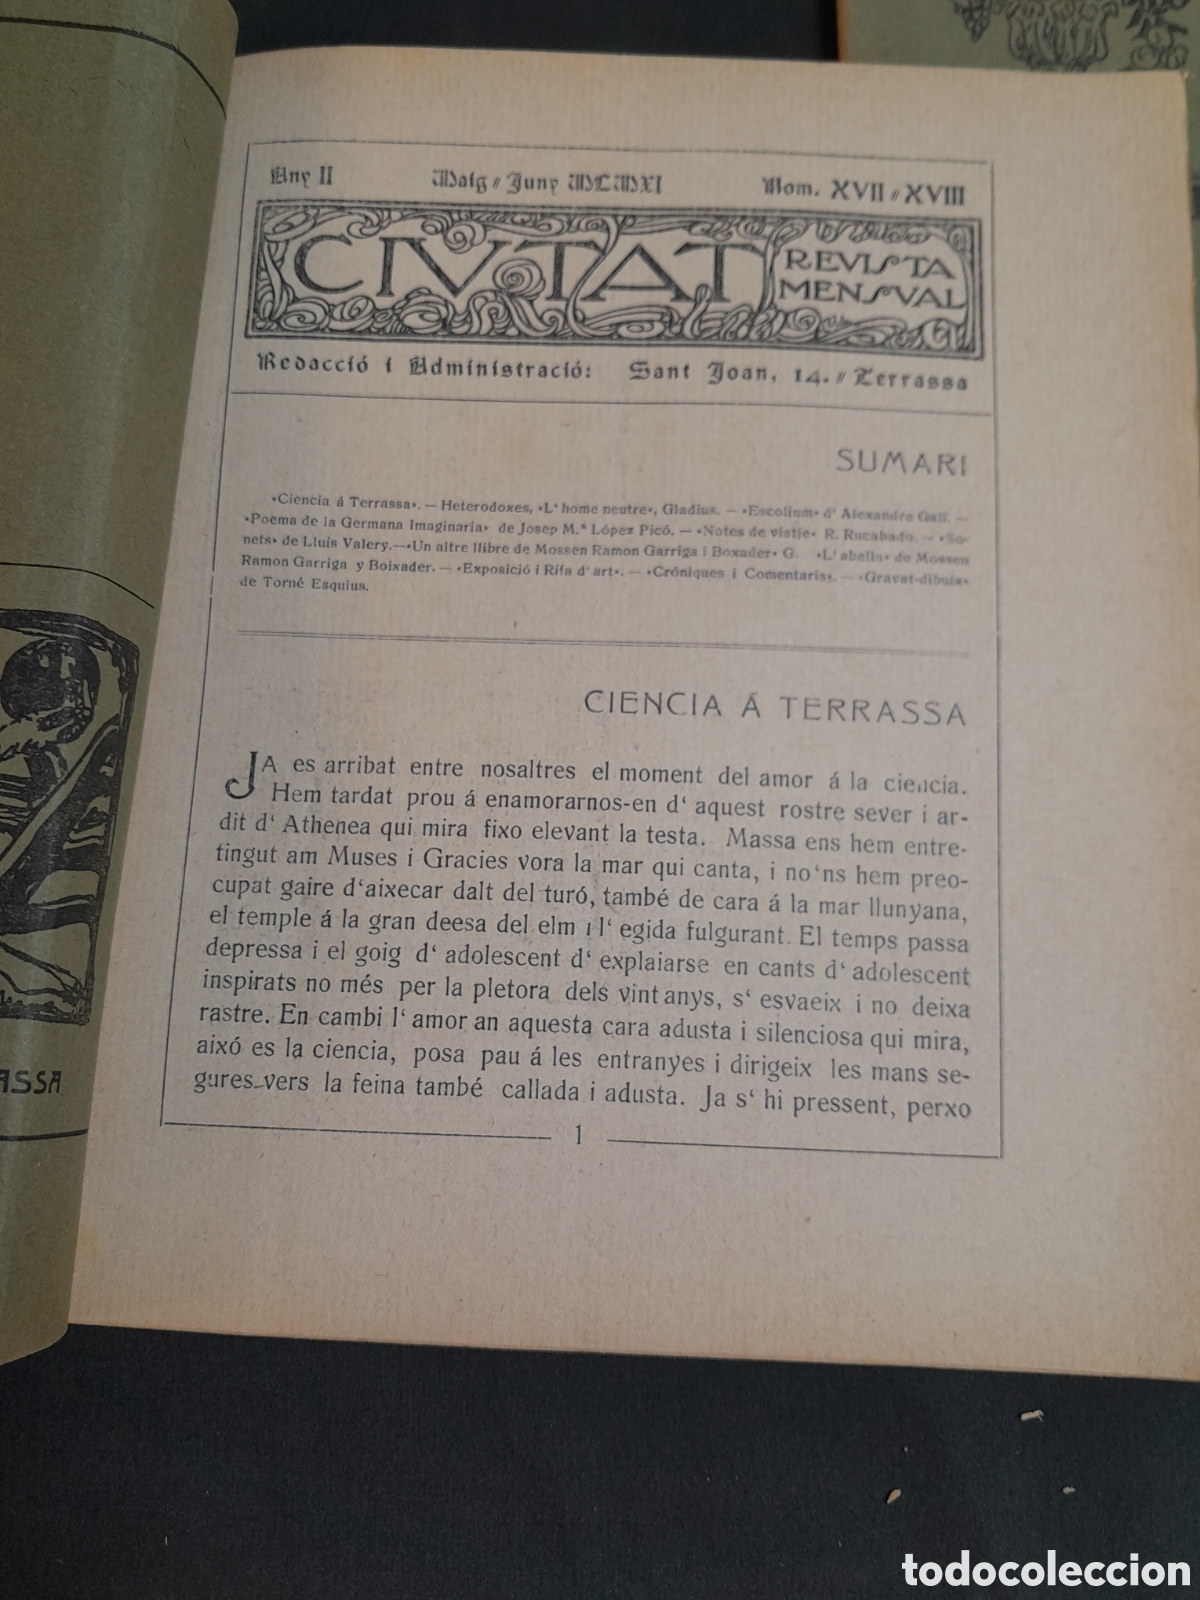 Any II Maig // Juny MCMXI Nom. XVII // XVIII
CIVTAT REVISTA
MENSVAL
Redacció i Administració: Sant Joan, 14. // Terrassa
SUMARI
«Ciencia á Terrassa». — Heterodoxes, «L' home neutre», Gladius. — «Escolium» d' Alexandre Galí. —
«Poema de la Germana Imaginaria» de Josep M.ª López Picó. — «Notes de viatje» R. Rucabado. — «So-
nets» de Lluís Valery.—«Un altre llibre de Mossen Ramon Garriga i Boxader» G. «L' abella» de Mossen
Ramon Garriga y Boixader. — «Exposició i Rifa d' art». — «Cróniques i Comentaris». — «Gravat-dibuix»
de Torné Esquius.
CIENCIA Á TERRASSA
JA es arribat entre nosaltres el moment del amor á la ciencia.
Hem tardat prou á enamorarnos-en d‘ aquest rostre sever i ar-
dit d‘ Athenea qui mira fixo elevant la testa. Massa ens hem entre-
tingut am Muses i Gracies vora la mar qui canta, i no‘ns hem preo-
cupat gaire d‘aixecar dalt del turó, també de cara á la mar llunyana,
el temple á la gran deesa del elm i l‘ egida fulgurant. El temps passa
depressa i el goig d‘ adolescent d‘ explaiarse en cants d‘ adolescent
inspirats no més per la pletora dels vint anys, s‘ esvaeix i no deixa
rastre. En cambi l‘ amor an aquesta cara adusta i silenciosa qui mira,
aixó es la ciencia, posa pau á les entranyes i dirigeix les mans se-
gures vers la feina també callada i adusta. Ja s‘ hi pressent, perxo
1
ASSA
todocoleccion